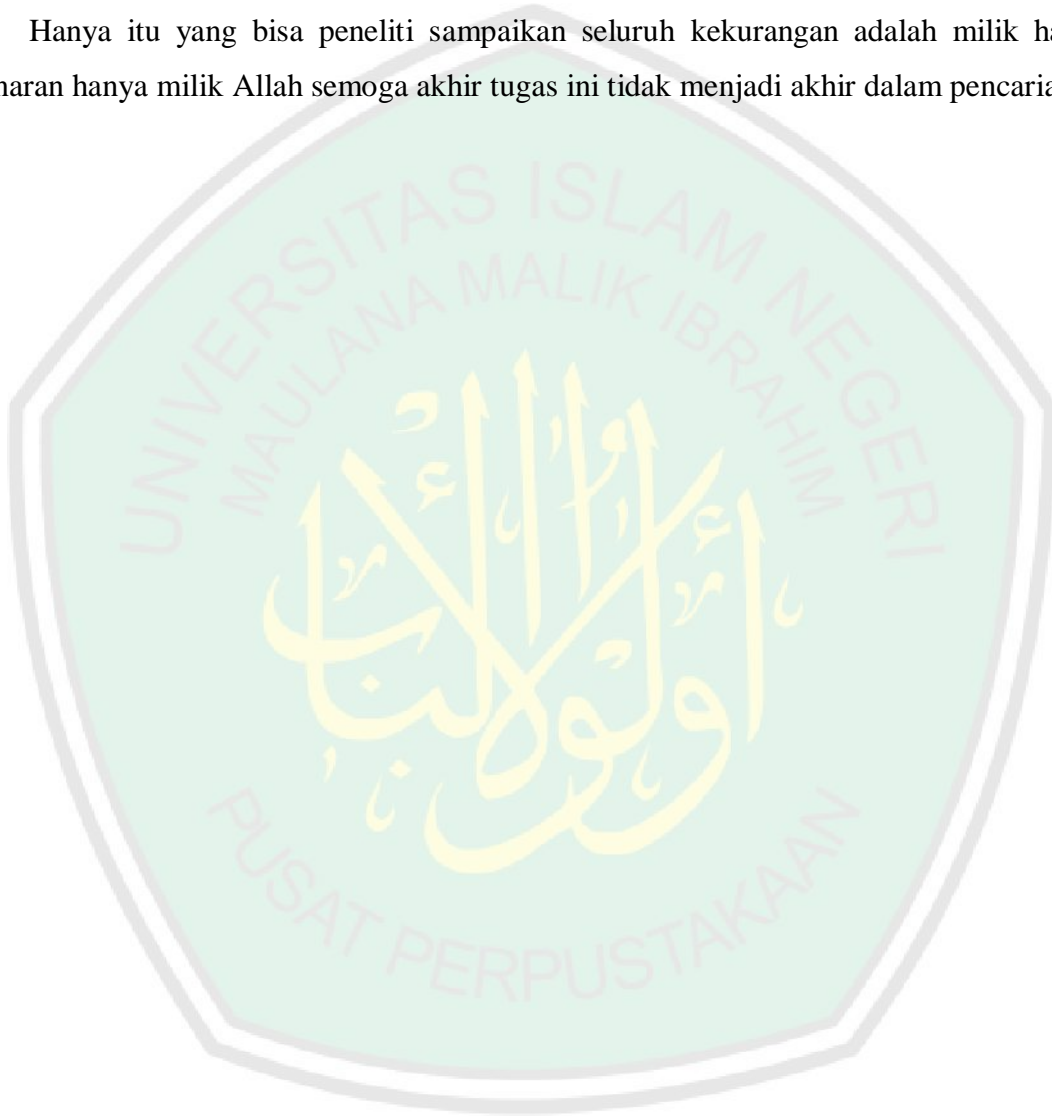 Hanya itu yang bisa peneliti sampaikan seluruh kekurangan adalah milik
hanya milik Allah semoga akhir tugas ini tidak menjadi akhir dalam
UNIVERSITAS ISLAM NEGERI
MAULANA MALIK IBRAHIM
أولو الألباب
PUSAT PERPUSTAKAAN